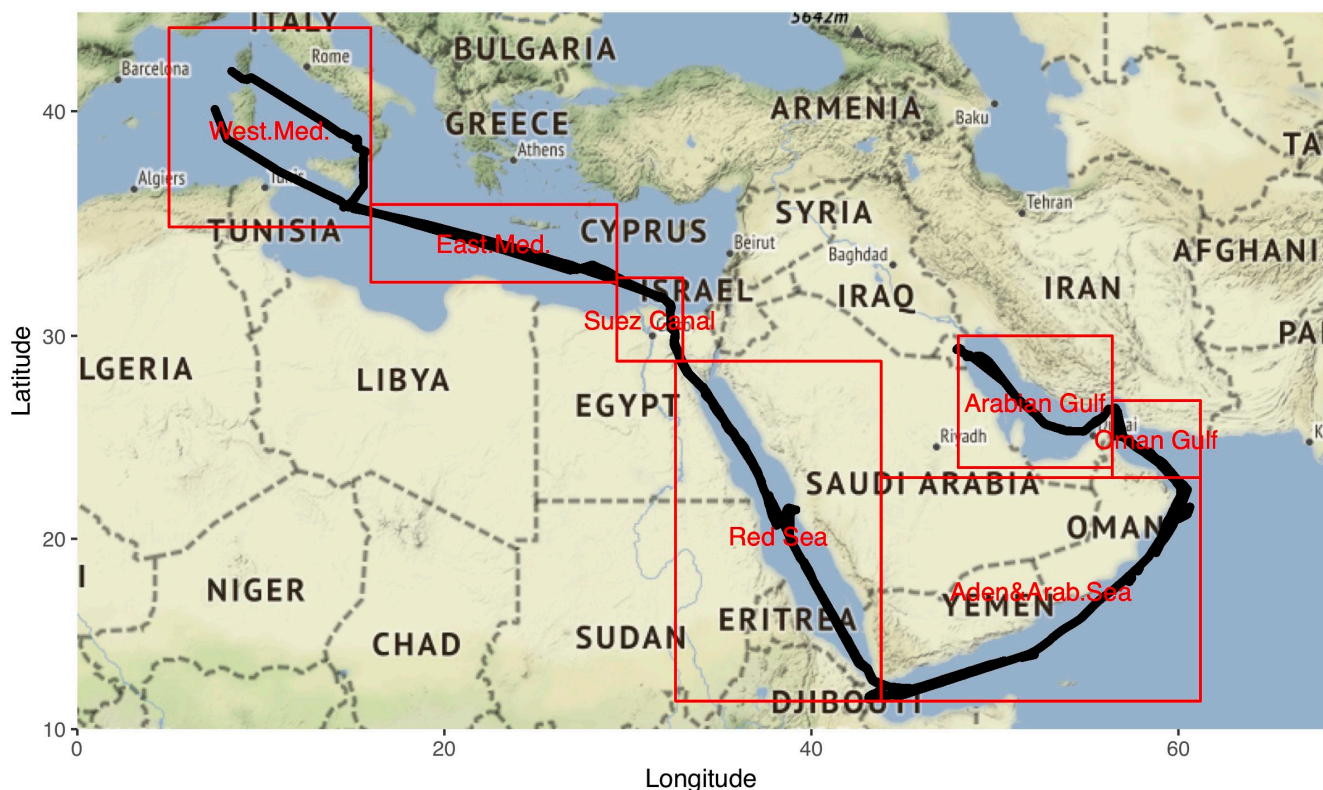 5642m
ITALY
Rome
BULGARIA
Barcelona
40
ARMENIA
Baku
West.Med.
GREECE
Athens
TA
Algiers
Tunis
Tehran
TUNISIA
CYPRUS
SYRIA
East.Med.
Beirut
Baghdad
AFGHANI
ISRAEL
IRAQ
IRAN
30
Suez Canal
PA
LGERIA
LIBYA
EGYPT
Arabian Gulf
Riyadh
Oman Gulf
K
Latitude
SAUDI ARABIA
20
Red Sea
OMAN
NIGER
Aden&Arab.Sea
YEMEN
ERITREA
CHAD
SUDAN
DJIBOUTI
10
0
20
40
60
Longitude